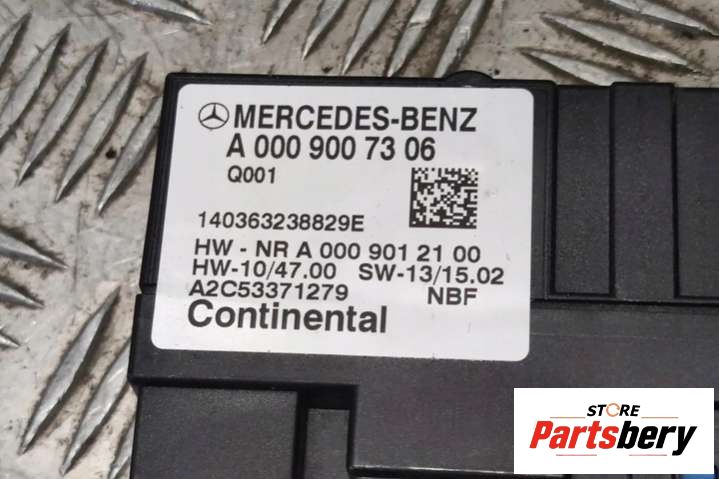 MERCEDES-BENZ
A 000 900 73 06
Q001
140363238829E
HW - NR A 000 901 21 00
HW-10/47.00 SW-13/15.02
A2C53371279 NBF
Continental
STORE
Partsbery